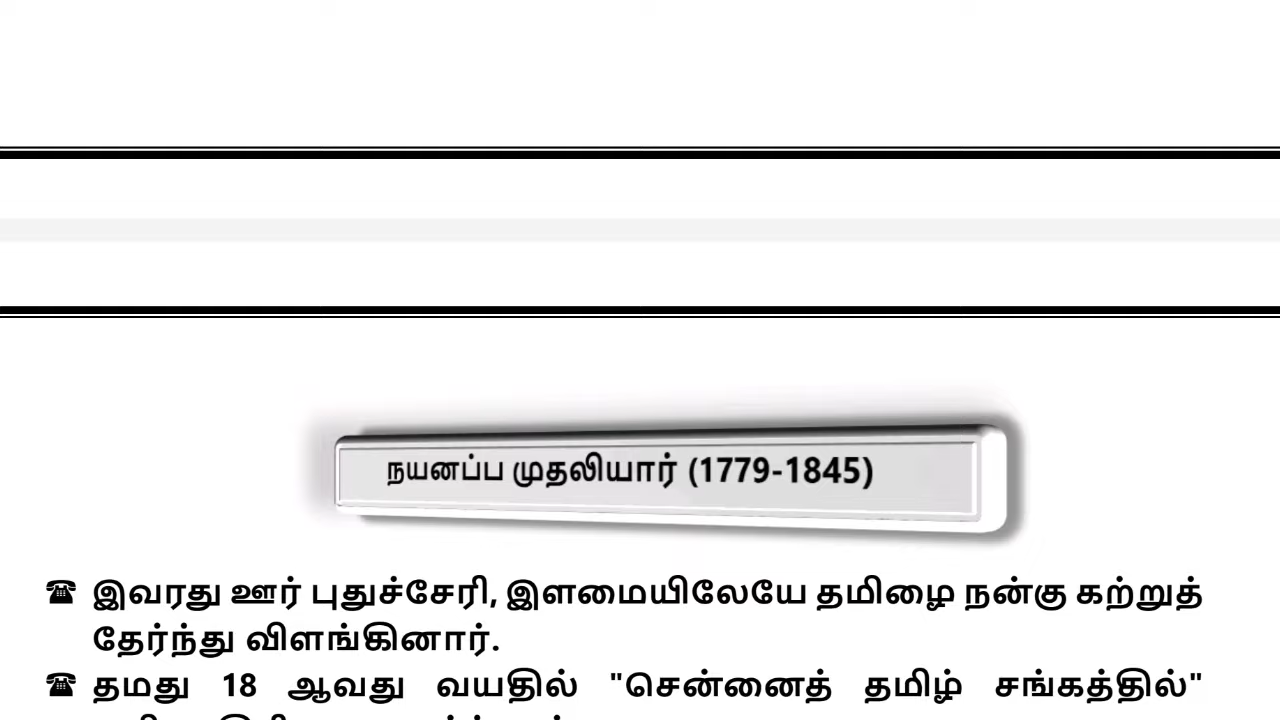 நயனப்ப முதலியார் (1779-1845)
☎ இவரது ஊர் புதுச்சேரி, இளமையிலேயே தமிழை நன்கு கற்றுத்
தேர்ந்து விளங்கினார்.
☎ தமது 18 ஆவது வயதில் "சென்னைத் தமிழ் சங்கத்தில்"